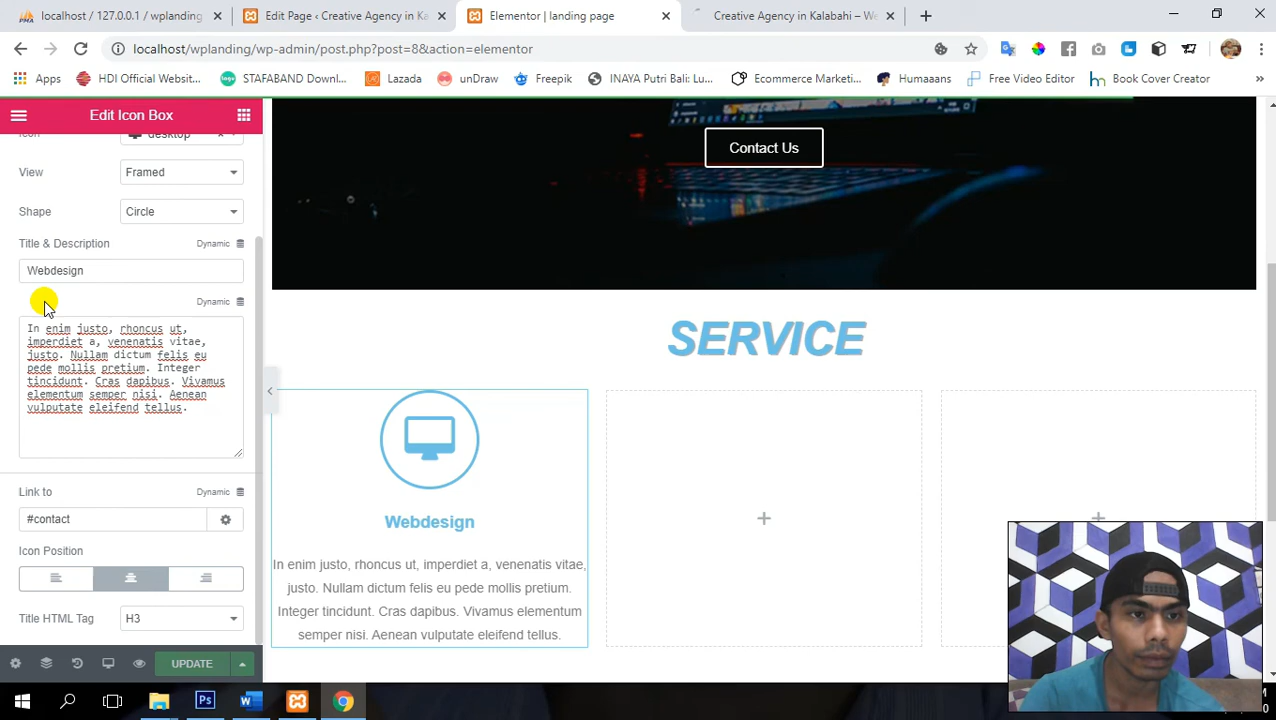 localhost / 127.0.0.1 / wplanding
Edit Page ‹ Creative Agency in K
Elementor | landing page
Creative Agency in Kalabahi – We
localhost/wplanding/wp-admin/post.php?post=8&action=elementor
Apps
HDI Official Websit...
STAFABAND Downl...
Lazada
unDraw
Freepik
INAYA Putri Bali: Lu...
Ecommerce Marketi...
Humaaans
Free Video Editor
Book Cover Creator
»
Edit Icon Box
Icon
desktop
View
Framed
Shape
Circle
Title & Description
Dynamic
Webdesign
Dynamic
In enim justo, rhoncus ut,
imperdiet a, venenatis vitae,
justo. Nullam dictum felis eu
pede mollis pretium. Integer
tincidunt. Cras dapibus. Vivamus
elementum semper nisi. Aenean
vulputate eleifend tellus.
Link to
Dynamic
#contact
Icon Position
Title HTML Tag
H3
UPDATE
Contact Us
SERVICE
Webdesign
In enim justo, rhoncus ut, imperdiet a, venenatis vitae,
justo. Nullam dictum felis eu pede mollis pretium.
Integer tincidunt. Cras dapibus. Vivamus elementum
semper nisi. Aenean vulputate eleifend tellus.